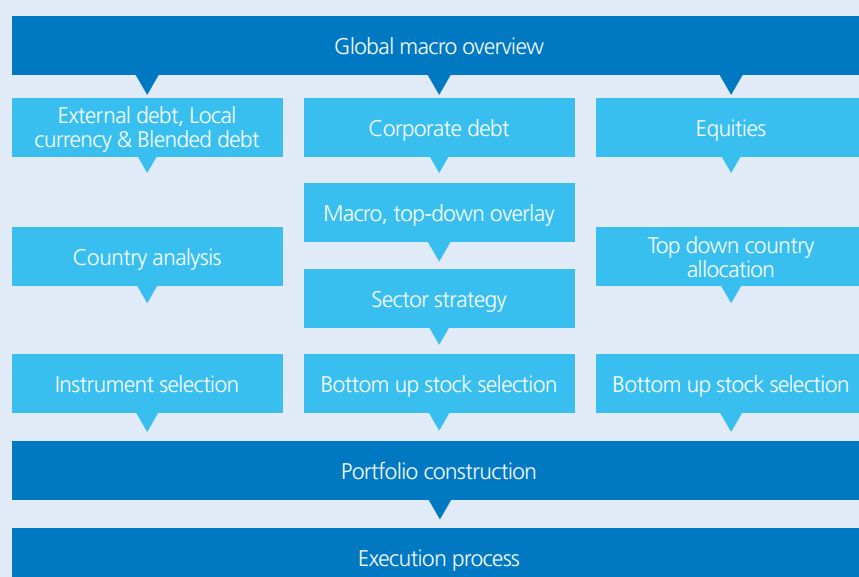 Global macro overview
External debt, Local
currency & Blended debt
Corporate debt
Equities
Macro, top-down overlay
Country analysis
Top down country
allocation
Sector strategy
Instrument selection
Bottom up stock selection
Bottom up stock selection
Portfolio construction
Execution process